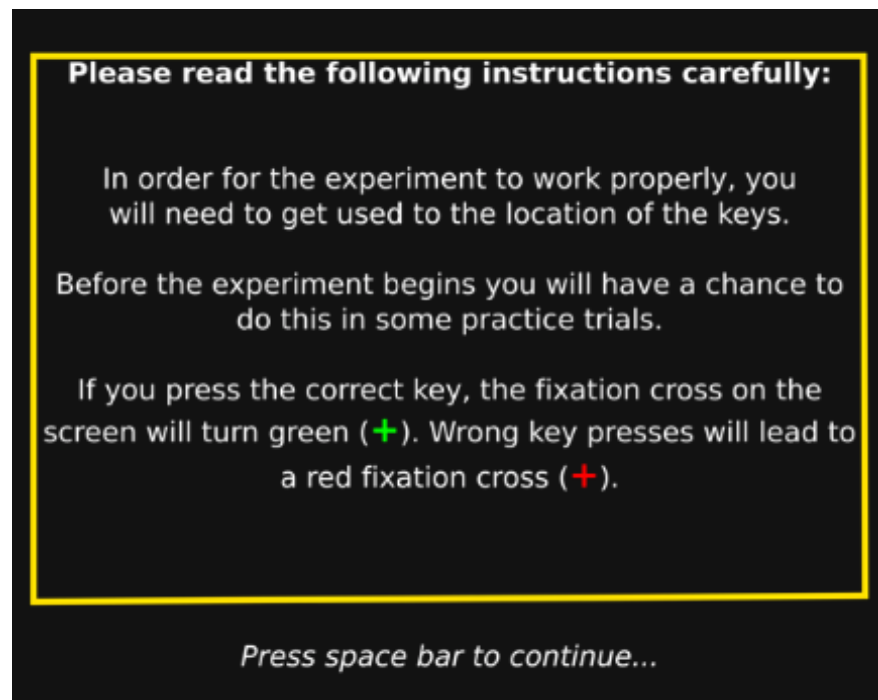 Please read the following instructions carefully:
In order for the experiment to work properly, you
will need to get used to the location of the keys.
Before the experiment begins you will have a chance to
do this in some practice trials.
If you press the correct key, the fixation cross on the
screen will turn green (+). Wrong key presses will lead to
a red fixation cross (+).
Press space bar to continue...